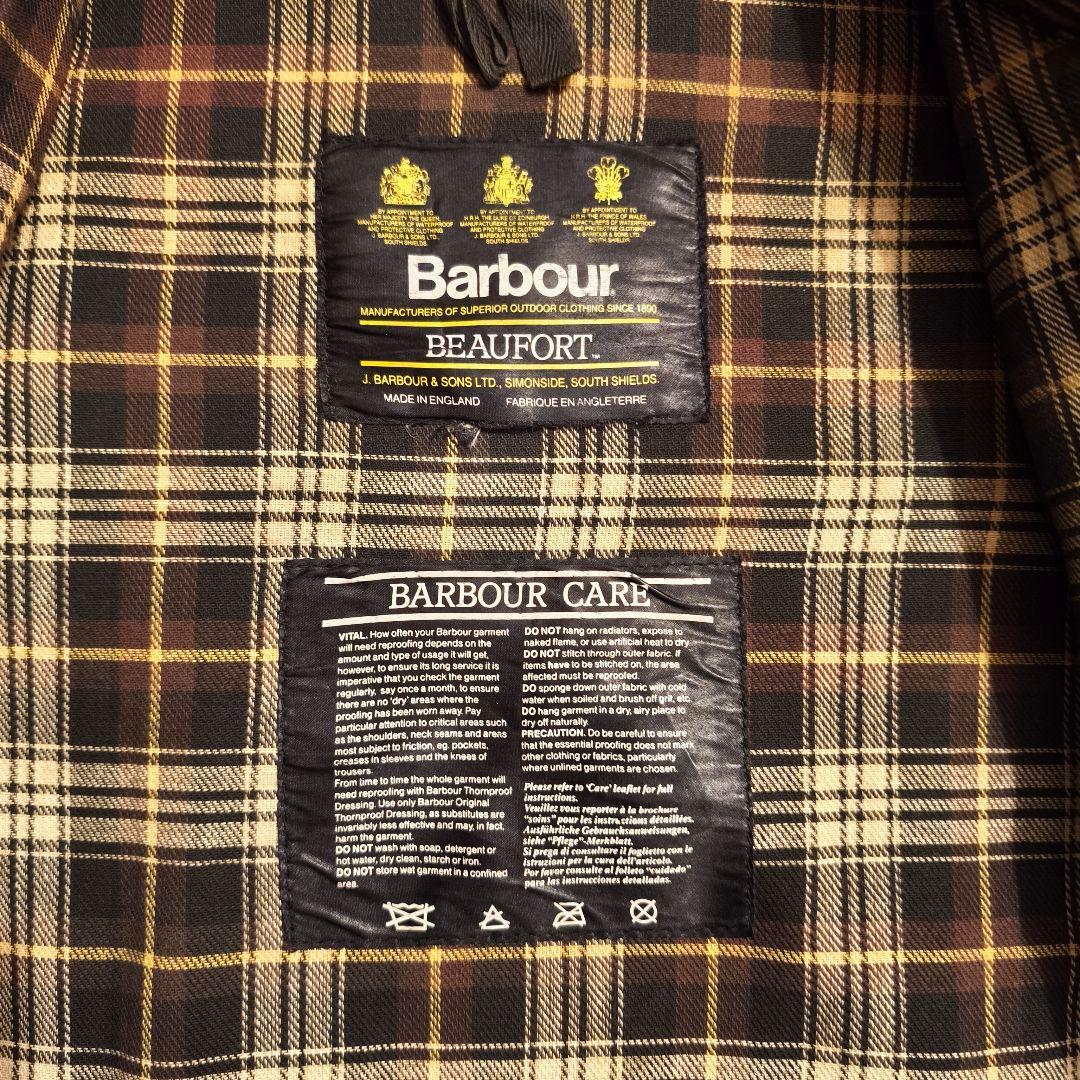 BY APPOINTMENT TO
HER MAJESTY THE QUEEN
MANUFACTURERS OF WATERPROOF
AND PROTECTIVE CLOTHING
J. BARBOUR & SONS LTD.
SOUTH SHIELDS.
BY APPOINTMENT TO
H.R.H. THE DUKE OF EDINBURGH
MANUFACTURERS OF WATERPROOF
AND PROTECTIVE CLOTHING
J. BARBOUR & SONS LTD.
SOUTH SHIELDS.
BY APPOINTMENT TO
H.R.H. THE PRINCE OF WALES
MANUFACTURERS OF WATERPROOF
AND PROTECTIVE CLOTHING
J. BARBOUR & SONS LTD.
SOUTH SHIELDS.
Barbour
MANUFACTURERS OF SUPERIOR OUTDOOR CLOTHING SINCE 1890
BEAUFORT™
J. BARBOUR & SONS LTD., SIMONSIDE, SOUTH SHIELDS.
MADE IN ENGLAND FABRIQUE EN ANGLETERRE
BARBOUR CARE
VITAL. How often your Barbour garment
will need reproofing depends on the
amount and type of usage it will get,
however, to ensure its long service it is
imperative that you check the garment
regularly, say once a month, to ensure
there are no 'dry' areas where the
proofing has been worn away. Pay
particular attention to critical areas such
as the shoulders, neck seams and areas
most subject to friction, eg. pockets,
creases in sleeves and the knees of
trousers.
From time to time the whole garment will
need reproofing with Barbour Thornproof
Dressing. Use only Barbour Original
Thornproof Dressing, as substitutes are
invariably less effective and may, in fact,
harm the garment.
DO NOT wash with soap, detergent or
hot water, dry clean, starch or iron.
DO NOT store wet garment in a confined
area.
DO NOT hang on radiators, expose to
naked flame, or use artificial heat to dry
DO NOT stitch through outer fabric. If
items have to be stitched on, the area
affected must be reproofed.
DO sponge down outer fabric with cold
water when soiled and brush off grit, etc.
DO hang garment in a dry, airy place to
dry off naturally.
PRECAUTION. Do be careful to ensure
that the essential proofing does not mark
other clothing or fabrics, particularly
where unlined garments are chosen.
Please refer to 'Care' leaflet for full
instructions.
Veuillez vous reporter à la brochure
"soins" pour les instructions détaillées.
Ausführliche Gebrauchsanweisungen,
siehe "Pflege"-Merkblatt.
Si prega di consultare il foglietto con le
istruzioni per la cura dell'articolo.
Por favor consulte al folleto "cuidado"
para las instrucciones detalladas.